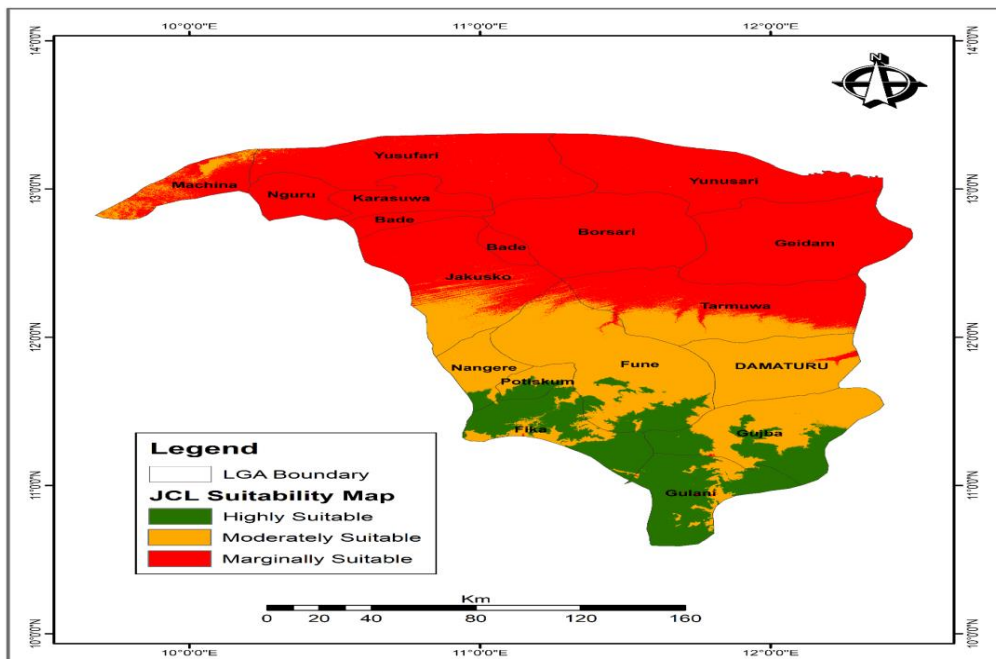 10°0'0"E 11°0'0"E 12°0'0"E
14°0'0"N 14°0'0"N
N
Yusufari
Machina
Yunusari
13°0'0"N 13°0'0"N
Nguru
Karasuwa
Bade
Borsari
Bade
Geidam
Jakusko
Tarmuwa
12°0'0"N 12°0'0"N
Nangere
Fune
DAMATURU
Potiskum
Fika
Gujba
Gulani
11°0'0"N 11°0'0"N
Legend
LGA Boundary
JCL Suitability Map
Highly Suitable
Moderately Suitable
Marginally Suitable
Km
0 20 40 80 120 160
10°0'0"N 10°0'0"N
10°0'0"E 11°0'0"E 12°0'0"E